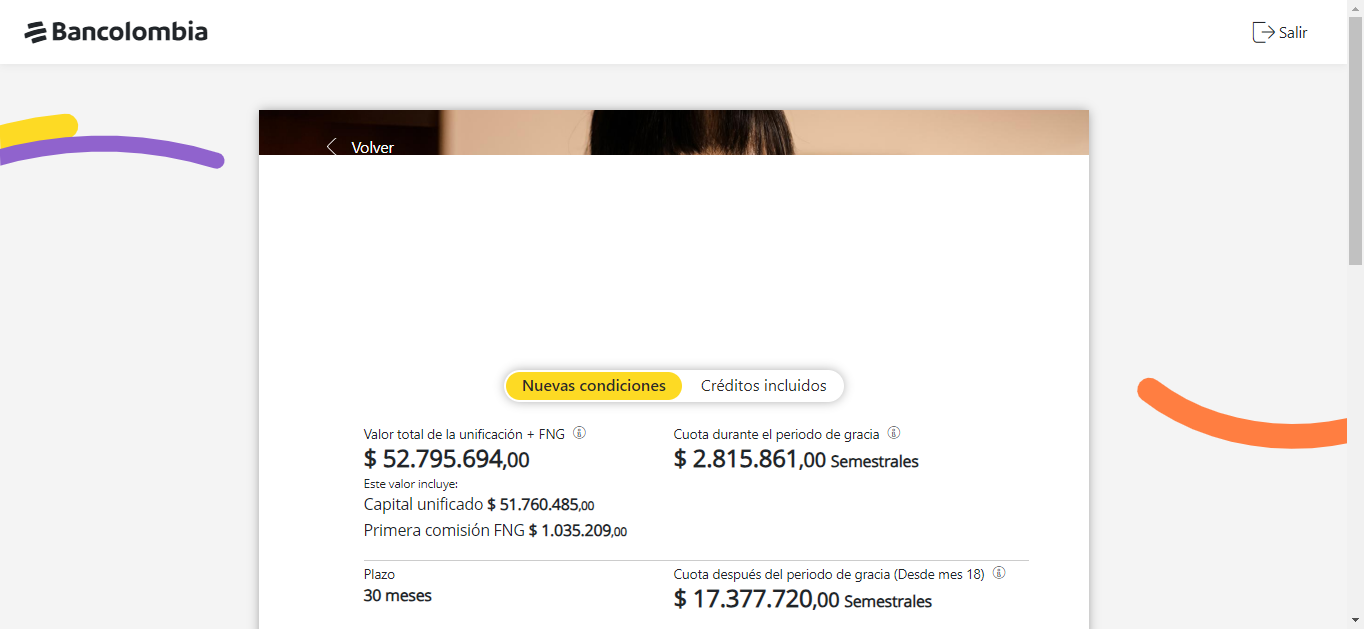 Bancolombia
Salir
Volver
Nuevas condiciones
Créditos incluidos
Valor total de la unificación + FNG
$ 52.795.694,00
Este valor incluye:
Capital unificado $ 51.760.485,00
Primera comisión FNG $ 1.035.209,00
Cuota durante el periodo de gracia
$ 2.815.861,00 Semestrales
Plazo
30 meses
Cuota después del periodo de gracia (Desde mes 18)
$ 17.377.720,00 Semestrales